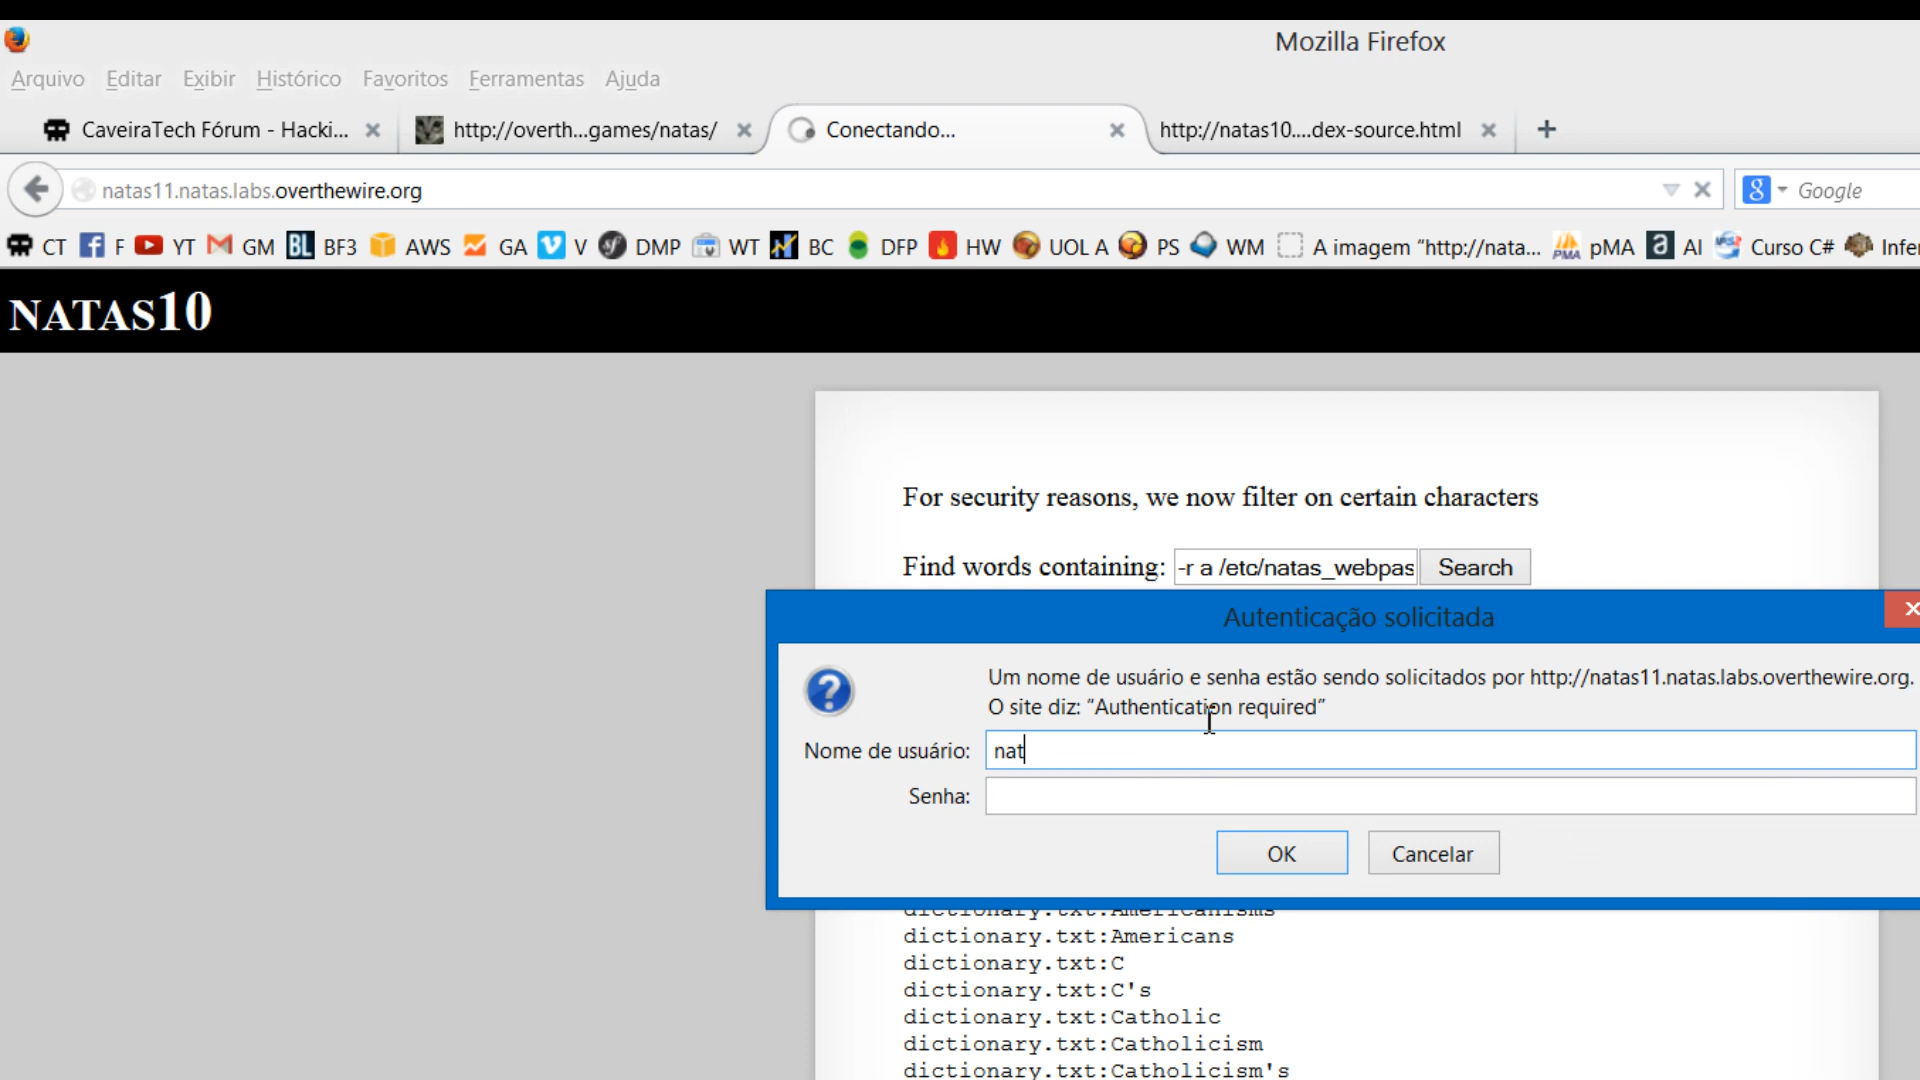 Mozilla Firefox
Arquivo Editar Exibir Histórico Favoritos Ferramentas Ajuda
CaveiraTech Fórum - Hacki... http://overth...games/natas/ Conectando... http://natas10....dex-source.html
natas11.natas.labs.overthewire.org Google
CT F YT GM BL BF3 AWS GA V DMP WT BC DFP HW UOL A PS WM A imagem “http://nata... pMA a AI Curso C# Infer
NATAS10
For security reasons, we now filter on certain characters
Find words containing: -r a /etc/natas_webpas Search
Autenticação solicitada
Um nome de usuário e senha estão sendo solicitados por http://natas11.natas.labs.overthewire.org.
O site diz: “Authentication required”
Nome de usuário: nat
Senha:
OK Cancelar
dictionary.txt:Americanisms
dictionary.txt:Americans
dictionary.txt:C
dictionary.txt:C's
dictionary.txt:Catholic
dictionary.txt:Catholicism
dictionary.txt:Catholicism's